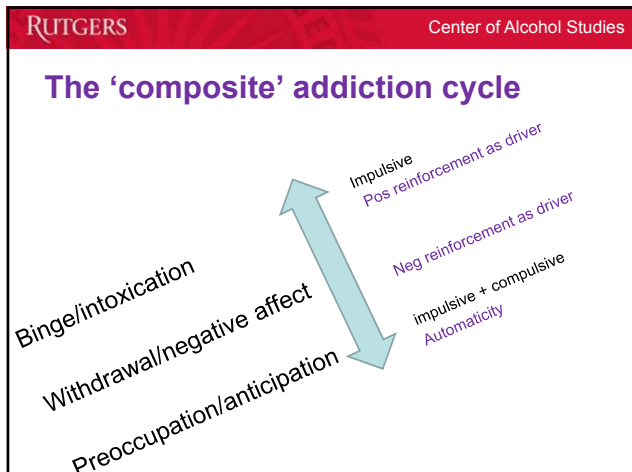 RUTGERS
Center of Alcohol Studies
The ‘composite’ addiction cycle
Binge/intoxication
Withdrawal/negative affect
Preoccupation/anticipation
Impulsive
Pos reinforcement as driver
Neg reinforcement as driver
impulsive + compulsive
Automaticity